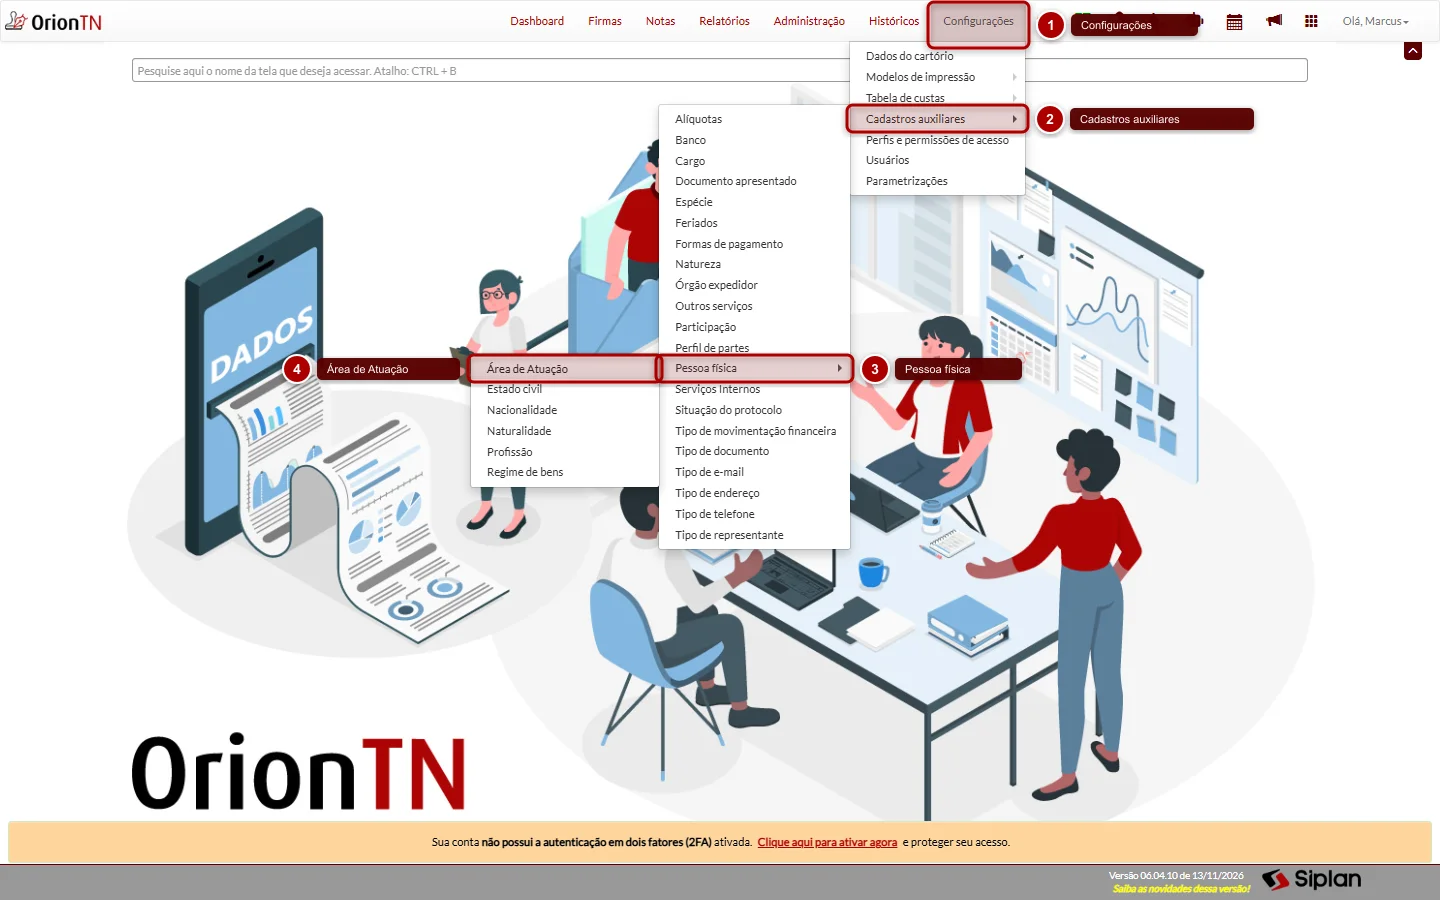 OrionTN
Dashboard
Firmas
Notas
Relatórios
Administração
Históricos
Configurações
1
Configurações
Olá, Marcus
Pesquise aqui o nome da tela que deseja acessar. Atalho: CTRL + B
Dados do cartório
Modelos de impressão
Tabela de custas
Cadastros auxiliares
2
Cadastros auxiliares
Perfis e permissões de acesso
Usuários
Parametrizações
Alíquotas
Banco
Cargo
Documento apresentado
Espécie
Feriados
Formas de pagamento
Natureza
Órgão expedidor
Outros serviços
Participação
Perfil de partes
Pessoa física
3
Pessoa física
Serviços Internos
Situação do protocolo
Tipo de movimentação financeira
Tipo de documento
Tipo de e-mail
Tipo de endereço
Tipo de telefone
Tipo de representante
4
Área de Atuação
Área de Atuação
Estado civil
Nacionalidade
Naturalidade
Profissão
Regime de bens
DADOS
OrionTN
Sua conta não possui a autenticação em dois fatores (2FA) ativada. Clique aqui para ativar agora e proteger seu acesso.
Versão 06.04.10 de 13/11/2026
Saiba as novidades dessa versão!
Siplan